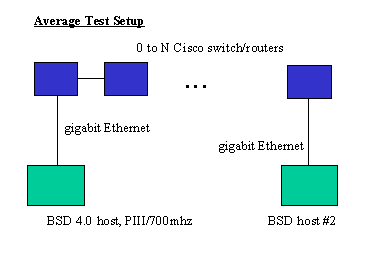 Average Test Setup
0 to N Cisco switch/routers
...
gigabit Ethernet
gigabit Ethernet
BSD 4.0 host, PIII/700mhz
BSD host #2